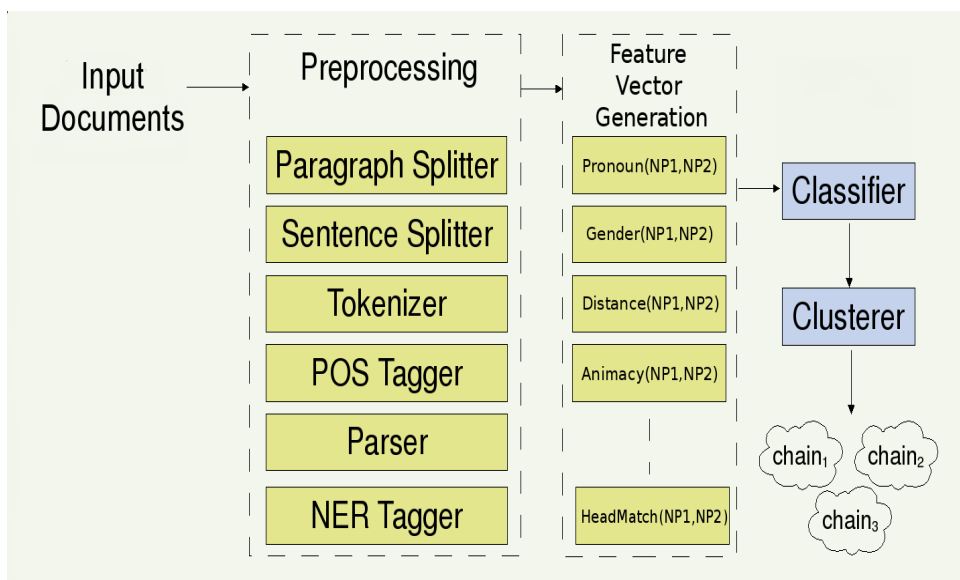 Input
Documents
Preprocessing
Paragraph Splitter
Sentence Splitter
Tokenizer
POS Tagger
Parser
NER Tagger
Feature
Vector
Generation
Pronoun(NP1,NP2)
Gender(NP1,NP2)
Distance(NP1,NP2)
Animacy(NP1,NP2)
HeadMatch(NP1,NP2)
Classifier
Clusterer
chain₁
chain₂
chain₃